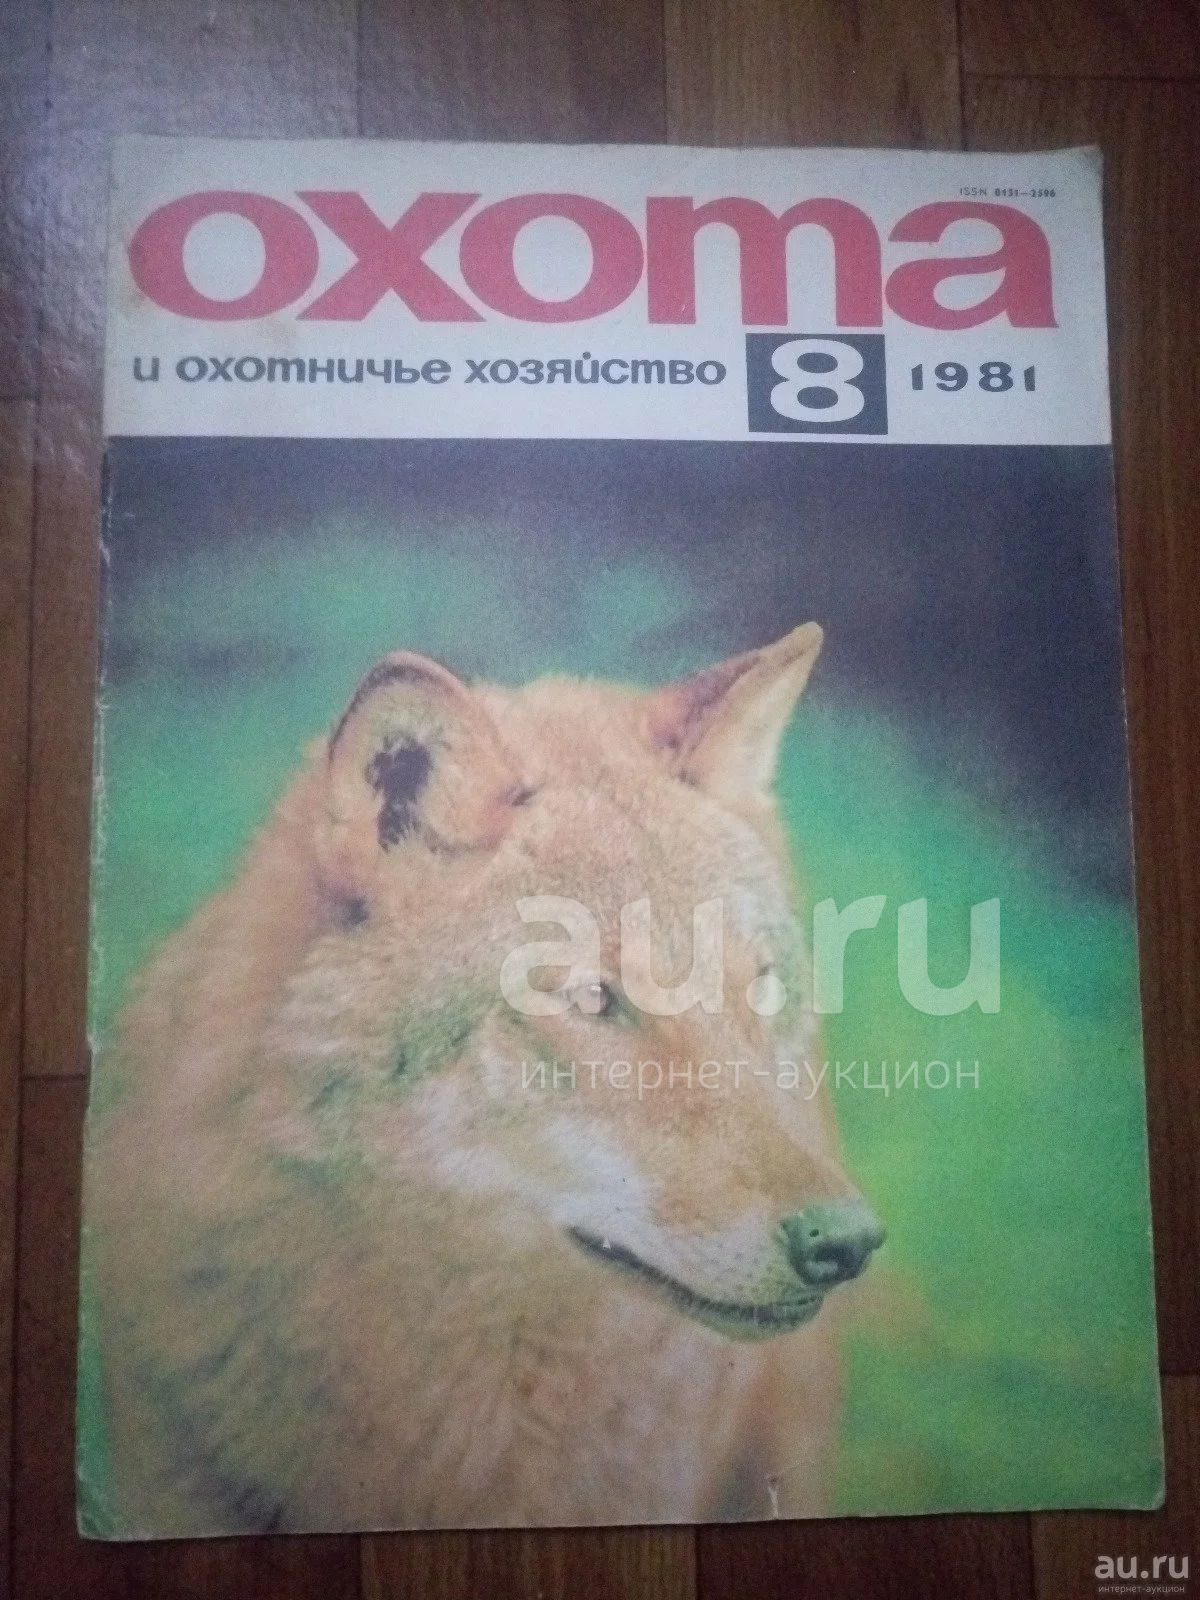 ISSN 0131—2596
охота
и охотничье хозяйство 8 1981
au.ru
интернет-аукцион
au.ru
интернет-аукцион